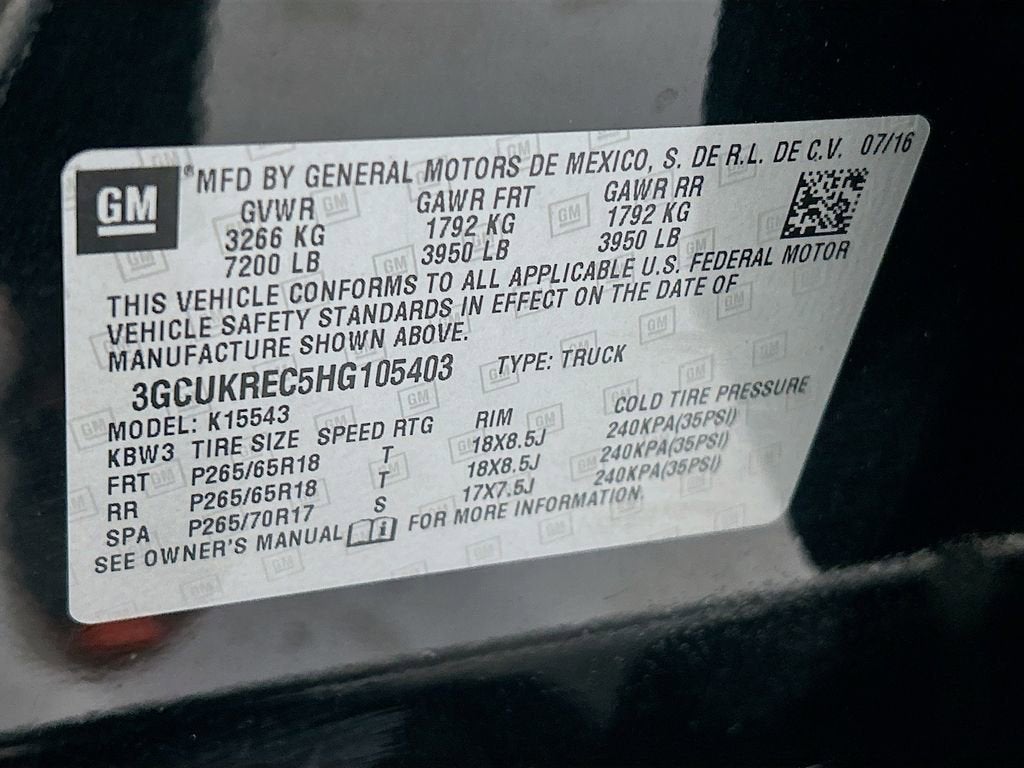 GM ®MFD BY GENERAL MOTORS DE MEXICO, S. DE R.L. DE C.V. 07/16
GVWR GAWR FRT GAWR RR
3266 KG 1792 KG 1792 KG
7200 LB 3950 LB 3950 LB
THIS VEHICLE CONFORMS TO ALL APPLICABLE U.S. FEDERAL MOTOR
VEHICLE SAFETY STANDARDS IN EFFECT ON THE DATE OF
MANUFACTURE SHOWN ABOVE.
3GCUKREC5HG105403 TYPE: TRUCK
MODEL: K15543
KBW3 TIRE SIZE SPEED RTG RIM COLD TIRE PRESSURE
FRT P265/65R18 T 18X8.5J 240KPA(35PSI)
RR P265/65R18 T 18X8.5J 240KPA(35PSI)
SPA P265/70R17 S 17X7.5J 240KPA(35PSI)
SEE OWNER'S MANUAL i FOR MORE INFORMATION.